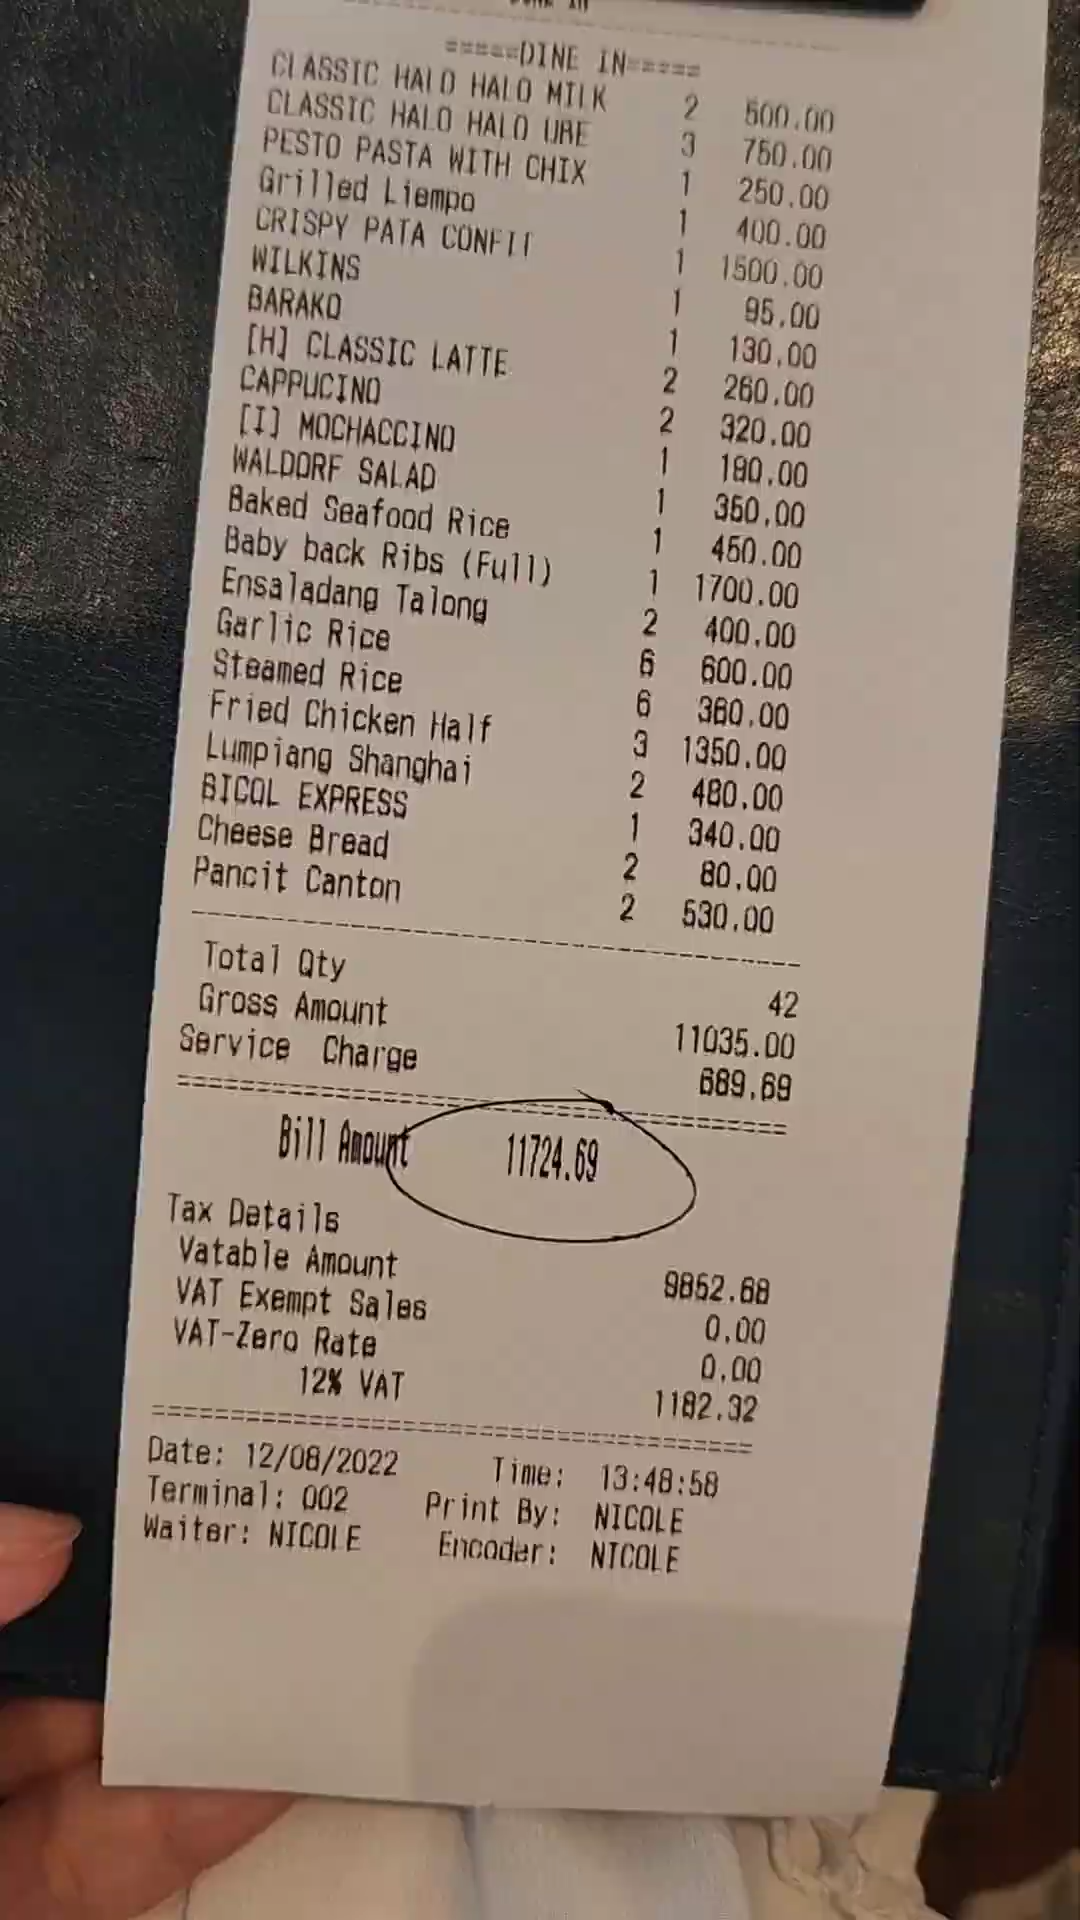 =====DINE IN=====
CLASSIC HALO HALO MILK 2 500.00
CLASSIC HALO HALO UBE 3 750.00
PESTO PASTA WITH CHIX 1 250.00
Grilled Liempo 1 400.00
CRISPY PATA CONFIT 1 1500.00
WILKINS 1 95.00
BARAKO 1 130.00
[H] CLASSIC LATTE 2 260.00
CAPPUCINO 2 320.00
[I] MOCHACCINO 1 190.00
WALDORF SALAD 1 350.00
Baked Seafood Rice 1 450.00
Baby back Ribs (Full) 1 1700.00
Ensaladang Talong 2 400.00
Garlic Rice 6 600.00
Steamed Rice 6 360.00
Fried Chicken Half 3 1350.00
Lumpiang Shanghai 2 480.00
BICOL EXPRESS 1 340.00
Cheese Bread 2 80.00
Pancit Canton 2 530.00
Total Qty 42
Gross Amount 11035.00
Service Charge 689.69
Bill Amount 11724.69
Tax Details
Vatable Amount 9852.68
VAT Exempt Sales 0.00
VAT-Zero Rate 0.00
12% VAT 1182.32
Date: 12/08/2022 Time: 13:48:58
Terminal: 002 Print By: NICOLE
Waiter: NICOLE Encoder: NICOLE